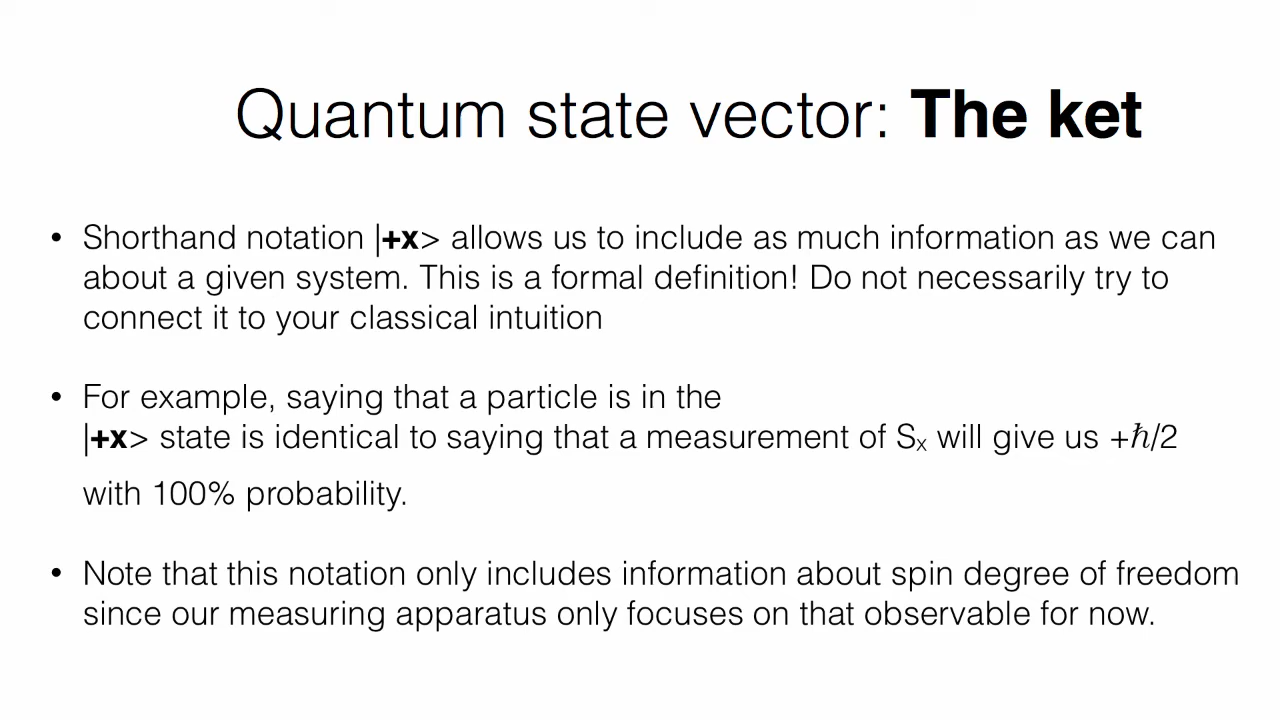 Quantum state vector: The ket
• Shorthand notation |+x> allows us to include as much information as we can
about a given system. This is a formal definition! Do not necessarily try to
connect it to your classical intuition
• For example, saying that a particle is in the
|+x> state is identical to saying that a measurement of Sₓ will give us +ℏ/2
with 100% probability.
• Note that this notation only includes information about spin degree of freedom
since our measuring apparatus only focuses on that observable for now.